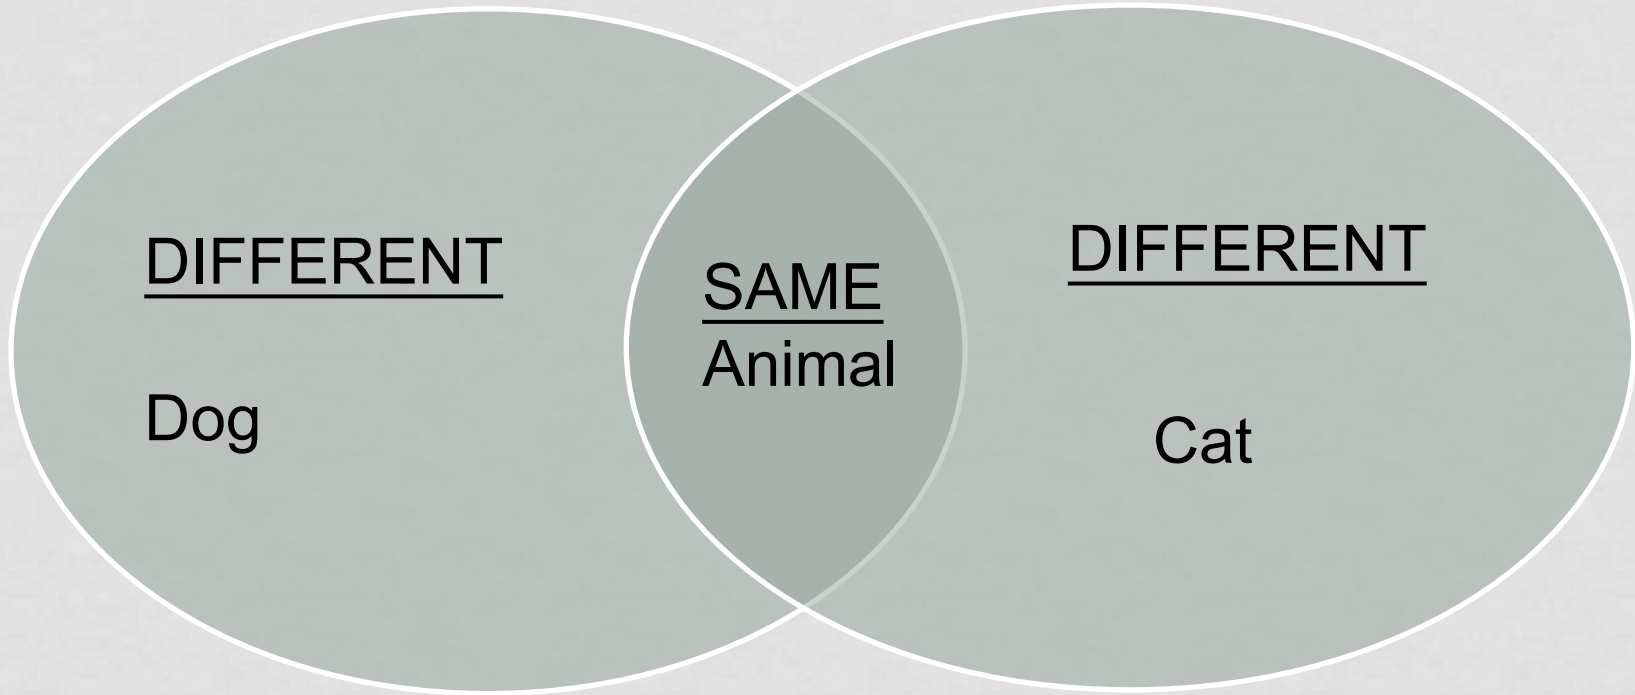 DIFFERENT
Dog
SAME
Animal
DIFFERENT
Cat